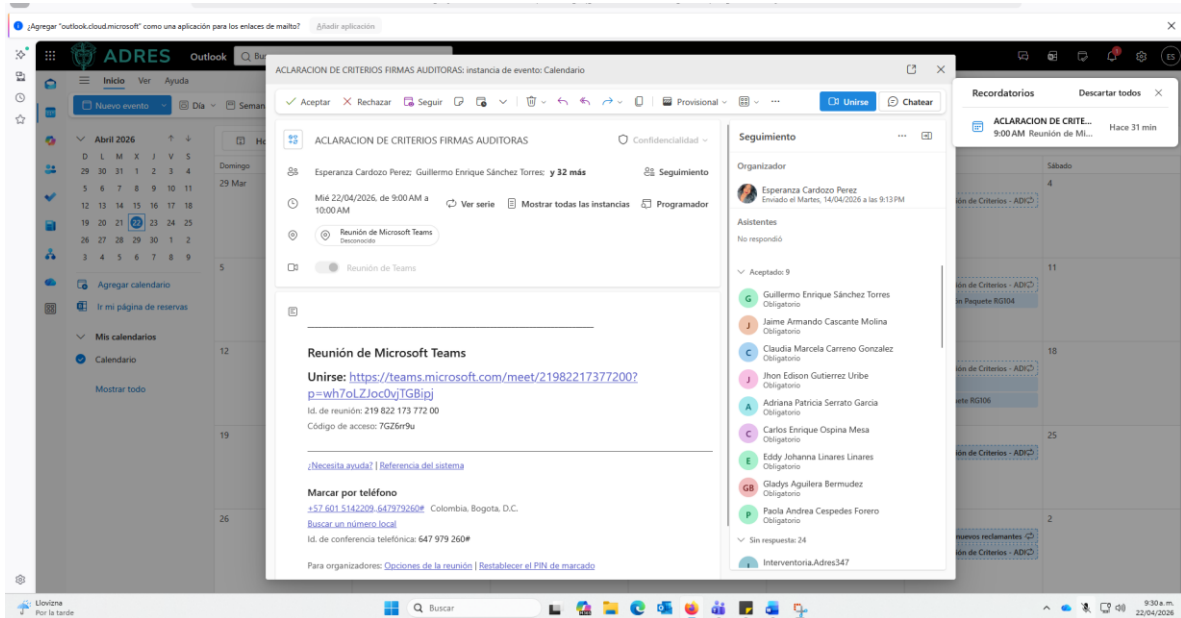 ¿Agregar "outlook.cloud.microsoft" como una aplicación para los enlaces de mailto? Añadir aplicación
ADRES Outlook Bu
ES
Inicio Ver Ayuda
Nuevo evento Día Seman
Abril 2026 Ho
D L M X J V S
29 30 31 1 2 3 4
5 6 7 8 9 10 11
12 13 14 15 16 17 18
19 20 21 22 23 24 25
26 27 28 29 30 1 2
3 4 5 6 7 8 9
Agregar calendario
Ir mi página de reservas
Mis calendarios
Calendario
Mostrar todo
Domingo
29 Mar
5
12
19
26
ACLARACION DE CRITERIOS FIRMAS AUDITORAS: instancia de evento: Calendario
Aceptar Rechazar Seguir Provisional Unirse Chatear
ACLARACION DE CRITERIOS FIRMAS AUDITORAS Confidencialidad
Esperanza Cardozo Perez; Guillermo Enrique Sánchez Torres; y 32 más Seguimiento
Mié 22/04/2026, de 9:00 AM a
10:00 AM
Ver serie Mostrar todas las instancias Programador
Reunión de Microsoft Teams
Desconocido
Reunión de Teams
Reunión de Microsoft Teams
Unirse: https://teams.microsoft.com/meet/21982217377200?
p=wh7oLZJoc0vjTGBipj
Id. de reunión: 219 822 173 772 00
Código de acceso: 7GZ6rr9u
¿Necesita ayuda? | Referencia del sistema
Marcar por teléfono
+57 601 5142209,,647979260# Colombia, Bogota, D.C.
Buscar un número local
Id. de conferencia telefónica: 647 979 260#
Para organizadores: Opciones de la reunión | Restablecer el PIN de marcado
Seguimiento
Organizador
Esperanza Cardozo Perez
Enviado el Martes, 14/04/2026 a las 9:13 PM
Asistentes
No respondió
Aceptado: 9
G Guillermo Enrique Sánchez Torres
Obligatorio
J Jaime Armando Cascante Molina
Obligatorio
C Claudia Marcela Carreno Gonzalez
Obligatorio
J Jhon Edison Gutierrez Uribe
Obligatorio
A Adriana Patricia Serrato Garcia
Obligatorio
C Carlos Enrique Ospina Mesa
Obligatorio
E Eddy Johanna Linares Linares
Obligatorio
GB Gladys Aguilera Bermudez
Obligatorio
P Paola Andrea Cespedes Forero
Obligatorio
Sin respuesta: 24
I Interventoria.Adres347
Recordatorios Descartar todos
ACLARACION DE CRITE...
9:00 AM Reunión de Mi...
Hace 31 min
Sábado
4
ión de Criterios - ADI
11
ión de Criterios - ADI
ón Paquete RG104
18
ión de Criterios - ADI
uete RG106
25
ión de Criterios - ADI
2
nuevos reclamantes
ión de Criterios - ADI
Llovizna
Por la tarde
Buscar
9:30 a. m.
22/04/2026